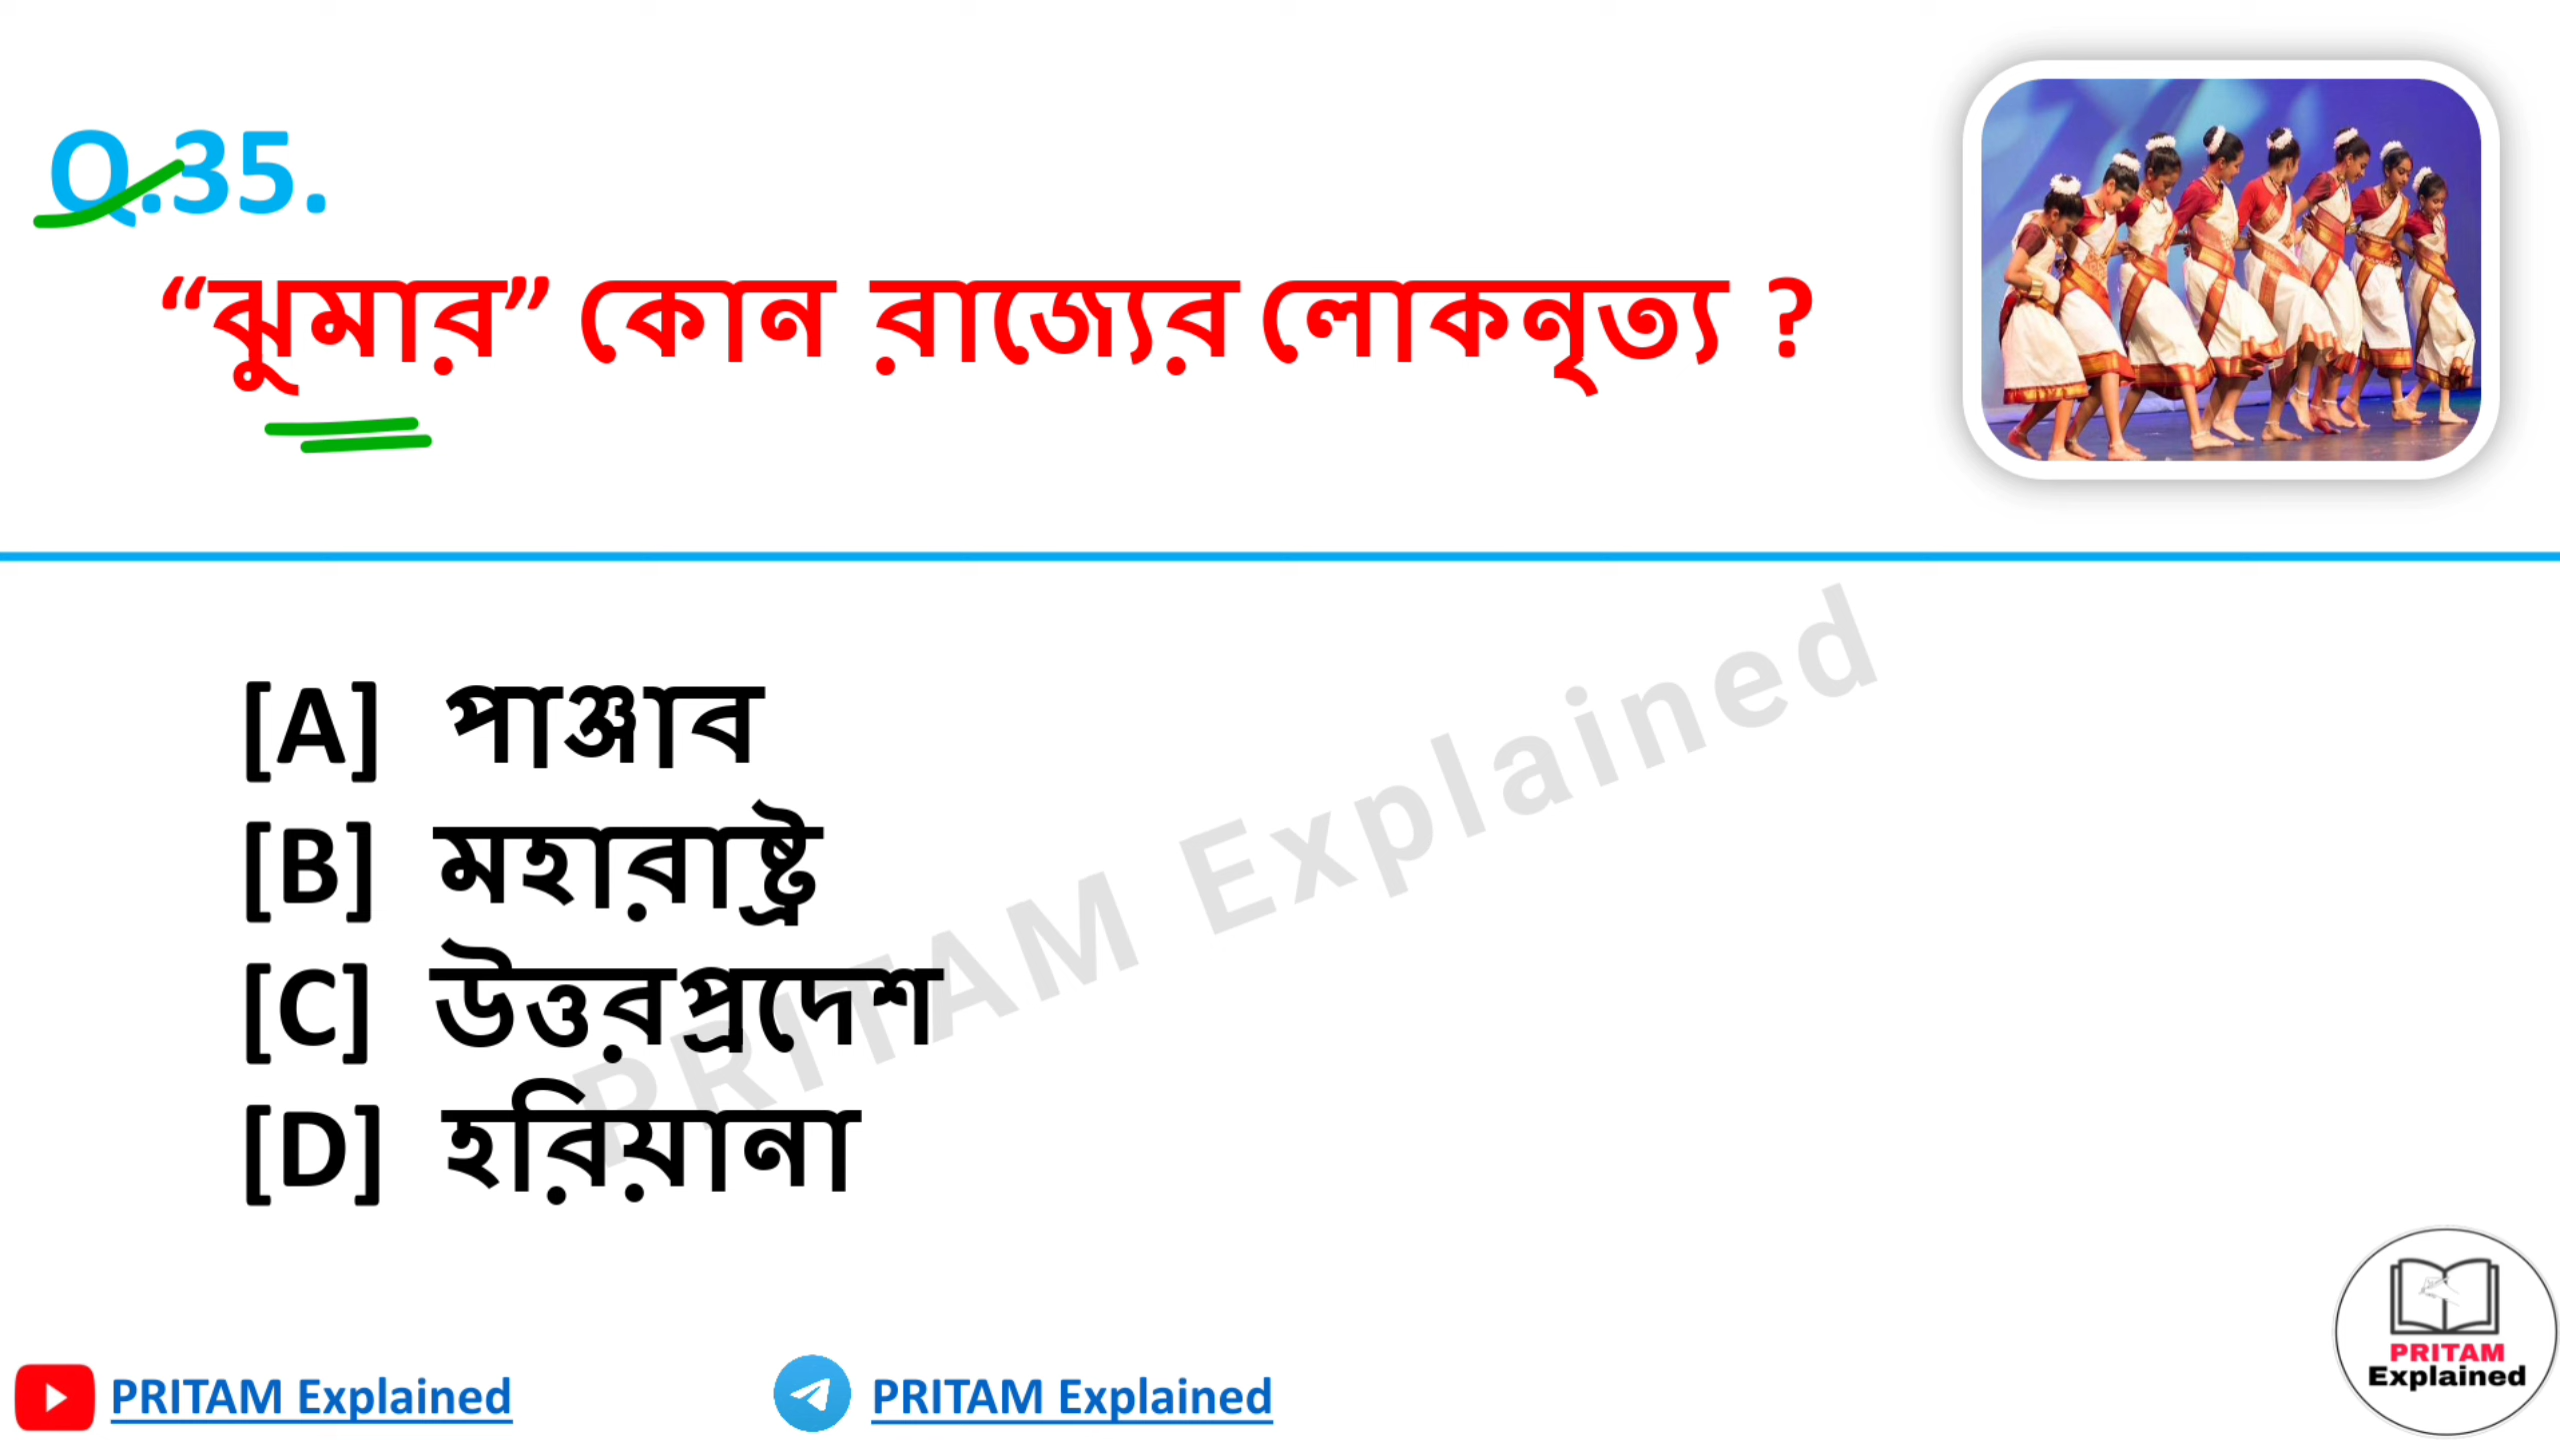 Q.35.
“ঝুমার” কোন রাজ্যের লোকনৃত্য ?
[A] পাঞ্জাব
[B] মহারাষ্ট্র
[C] উত্তরপ্রদেশ
[D] হরিয়ানা
PRITAM Explained
PRITAM Explained
PRITAM Explained
PRITAM
Explained